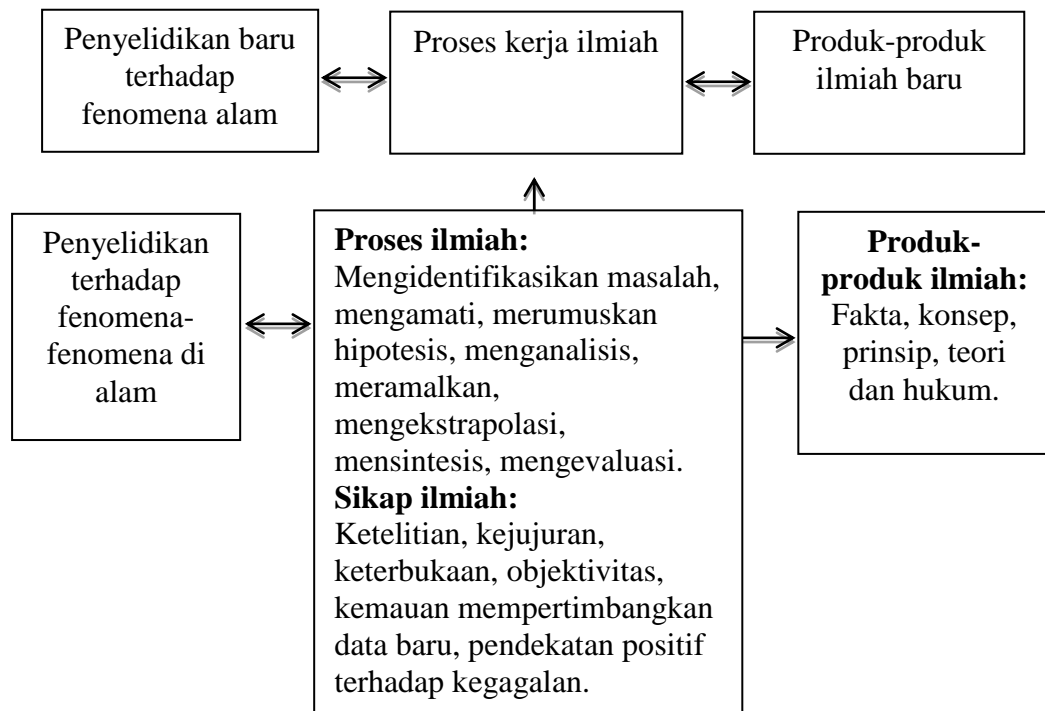 Penyelidikan baru
terhadap
fenomena alam
Proses kerja ilmiah
Produk-produk
ilmiah baru
Penyelidikan
terhadap
fenomena-
fenomena di
alam
Proses ilmiah:
Mengidentifikasikan masalah,
mengamati, merumuskan
hipotesis, menganalisis,
meramalkan,
mengekstrapolasi,
mensintesis, mengevaluasi.
Sikap ilmiah:
Ketelitian, kejujuran,
keterbukaan, objektivitas,
kemauan mempertimbangkan
data baru, pendekatan positif
terhadap kegagalan.
Produk-
produk ilmiah:
Fakta, konsep,
prinsip, teori
dan hukum.